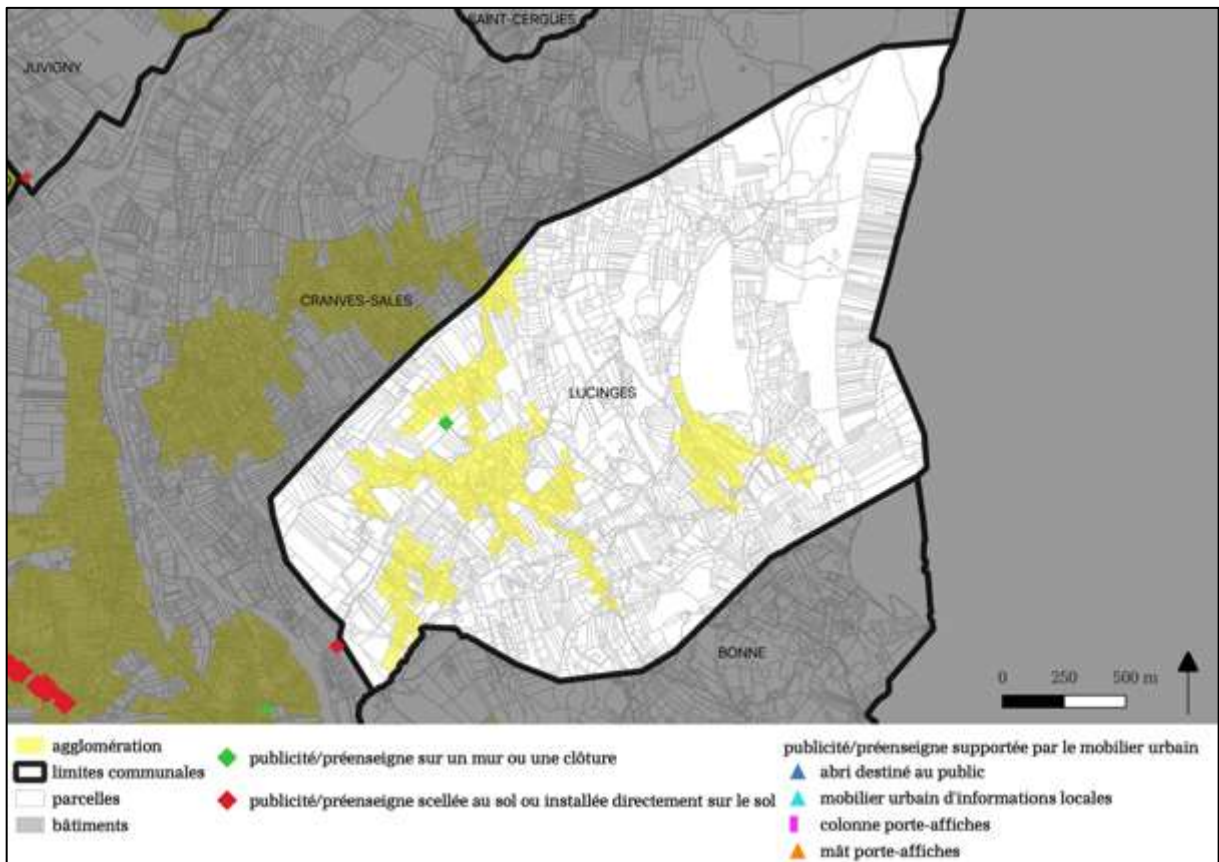 SAINT-CERGUES
JUVIGNY
CRANVES-SALES
LUCINGES
BONNE
0 250 500 m
agglomération
limites communales
parcelles
bâtiments
publicité/préenseigne sur un mur ou une clôture
publicité/préenseigne scellée au sol ou installée directement sur le sol
publicité/préenseigne supportée par le mobilier urbain
abri destiné au public
mobilier urbain d'informations locales
colonne porte-affiches
mât porte-affiches